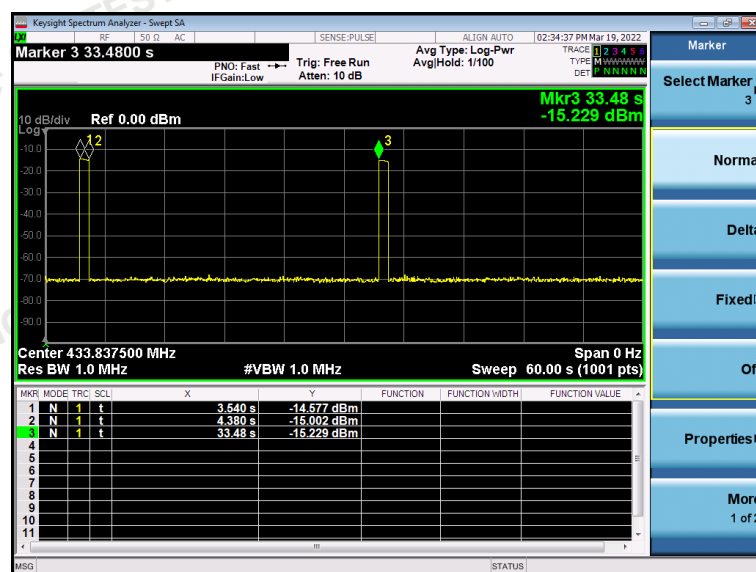 Keysight Spectrum Analyzer - Swept SA
LXI RF 50 Ω AC SENSE:PULSE ALIGN AUTO 02:34:37 PM Mar 19, 2022
Marker 3 33.4800 s
PNO: Fast
IFGain:Low
Trig: Free Run
Atten: 10 dB
Avg Type: Log-Pwr
Avg|Hold: 1/100
TRACE 1 2 3 4 5 6
TYPE M WWWWW
DET P N N N N N
Mkr3 33.48 s
-15.229 dBm
10 dB/div Ref 0.00 dBm
Log
-10.0
-20.0
-30.0
-40.0
-50.0
-60.0
-70.0
-80.0
-90.0
1 2
3
Center 433.837500 MHz Span 0 Hz
Res BW 1.0 MHz #VBW 1.0 MHz Sweep 60.00 s (1001 pts)
MKR MODE TRC SCL X Y FUNCTION FUNCTION WIDTH FUNCTION VALUE
1 N 1 t 3.540 s -14.577 dBm
2 N 1 t 4.380 s -15.002 dBm
3 N 1 t 33.48 s -15.229 dBm
4
5
6
7
8
9
10
11
MSG STATUS
Marker
Select Marker
3
Norma
Delta
Fixed
Of
Properties
More
1 of 2